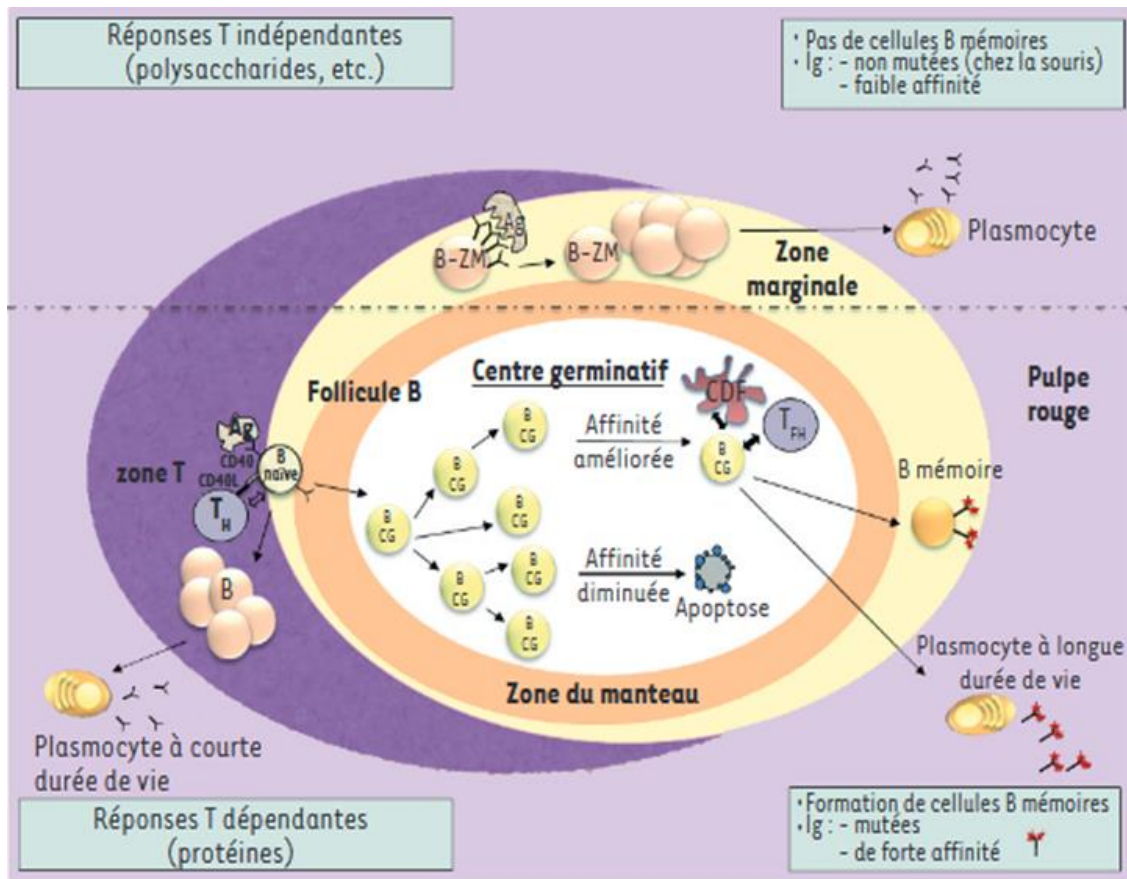 Réponses T indépendantes
(polysaccharides, etc.)
• Pas de cellules B mémoires
• Ig : - non mutées (chez la souris)
- faible affinité
Ag
B-ZM
B-ZM
Zone
marginale
Plasmocyte
Centre germinatif
Follicule B
CDF
Pulpe
rouge
Affinité
améliorée
T FH
B
CG
B
CG
B
CG
B
CG
B
CG
B
CG
B
CG
B
CG
Ag
CD40
CD40L
B
naïve
zone T
T H
B
Affinité
diminuée
Apoptose
B mémoire
Zone du manteau
Plasmocyte à longue
durée de vie
Plasmocyte à courte
durée de vie
Réponses T dépendantes
(protéines)
• Formation de cellules B mémoires
• Ig : - mutées
- de forte affinité